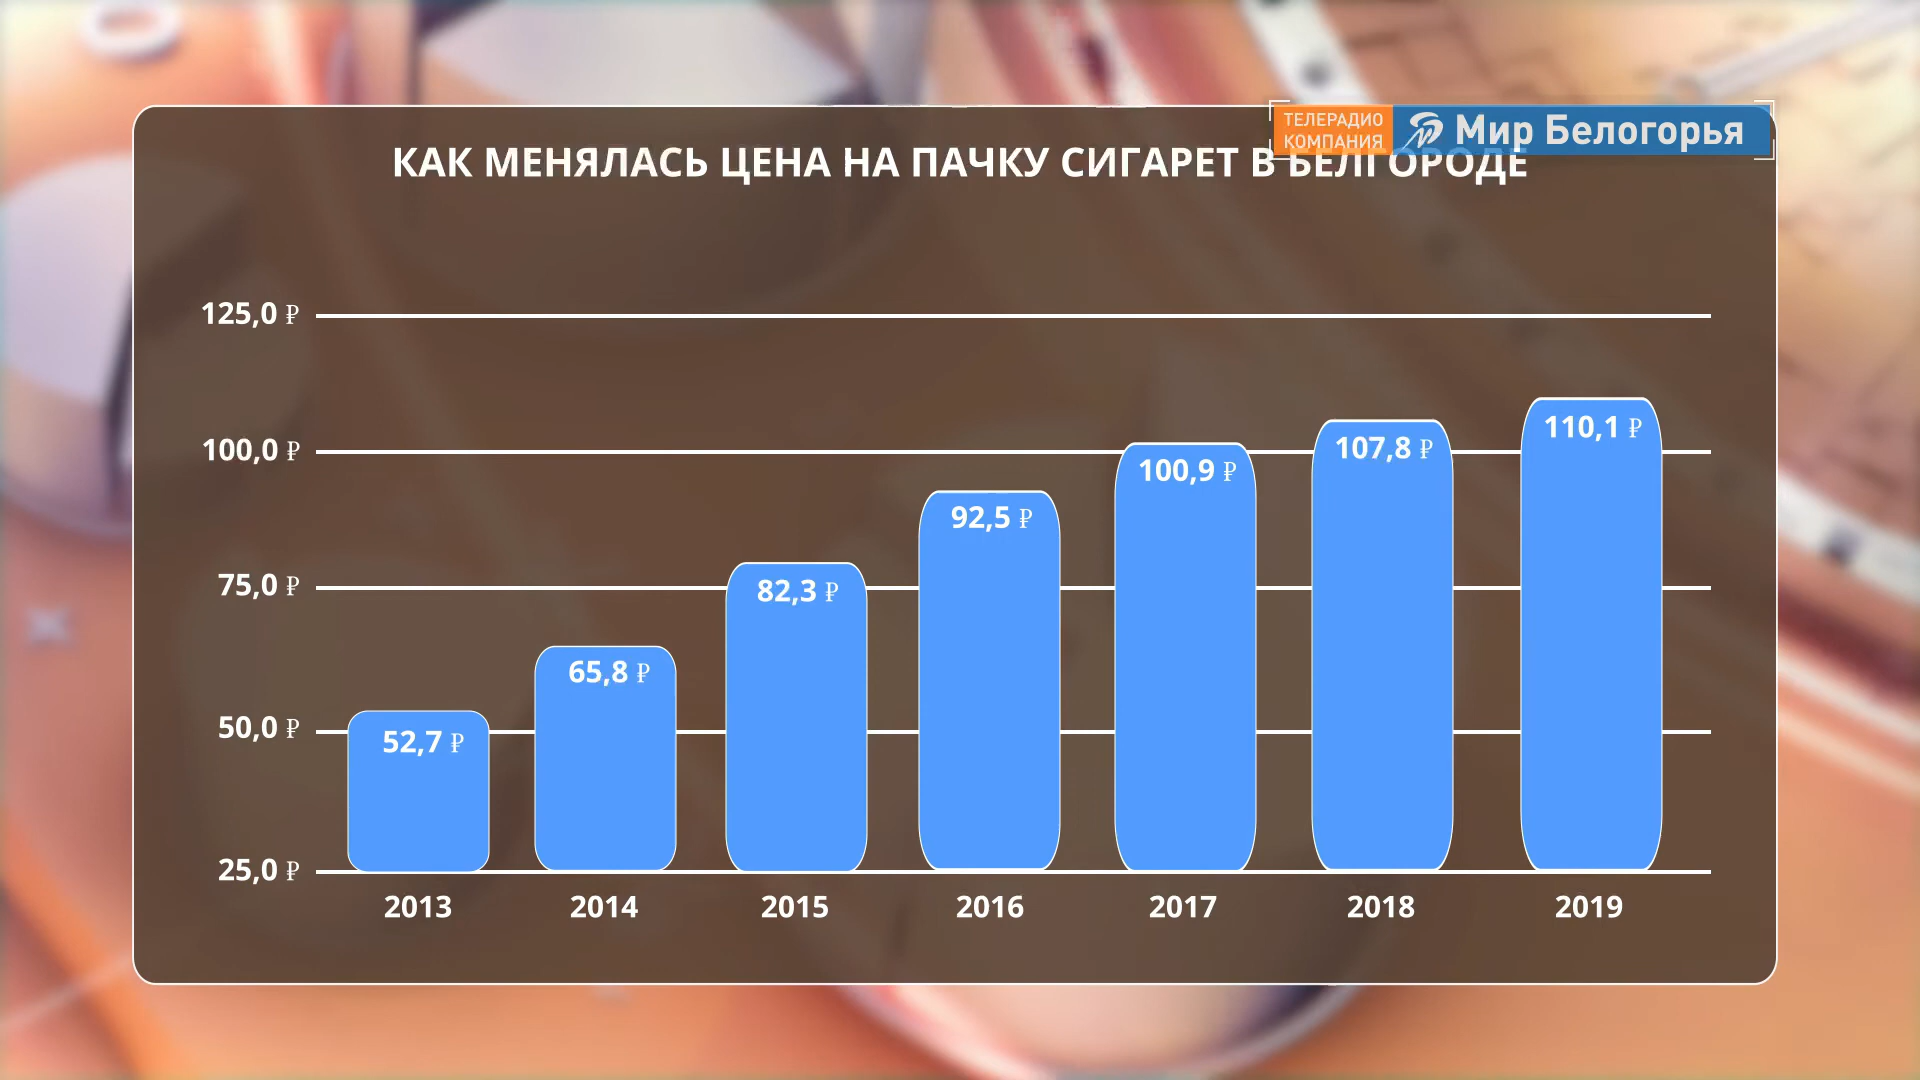 ТЕЛЕРАДИО
КОМПАНИЯ
Мир Белогорья
КАК МЕНЯЛАСЬ ЦЕНА НА ПАЧКУ СИГАРЕТ В БЕЛГОРОДЕ
125,0 ₽
100,0 ₽
75,0 ₽
50,0 ₽
25,0 ₽
52,7 ₽
65,8 ₽
82,3 ₽
92,5 ₽
100,9 ₽
107,8 ₽
110,1 ₽
2013 2014 2015 2016 2017 2018 2019